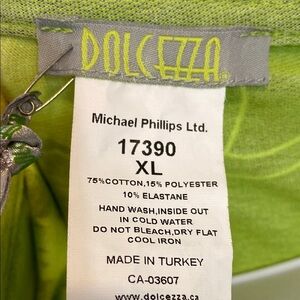 DOLCEZZA
Michael Phillips Ltd.
17390
XL
75%COTTON,15% POLYESTER
10% ELASTANE
HAND WASH,INSIDE OUT
IN COLD WATER
DO NOT BLEACH,DRY FLAT
COOL IRON
MADE IN TURKEY
CA-03607
www.dolcezza.ca